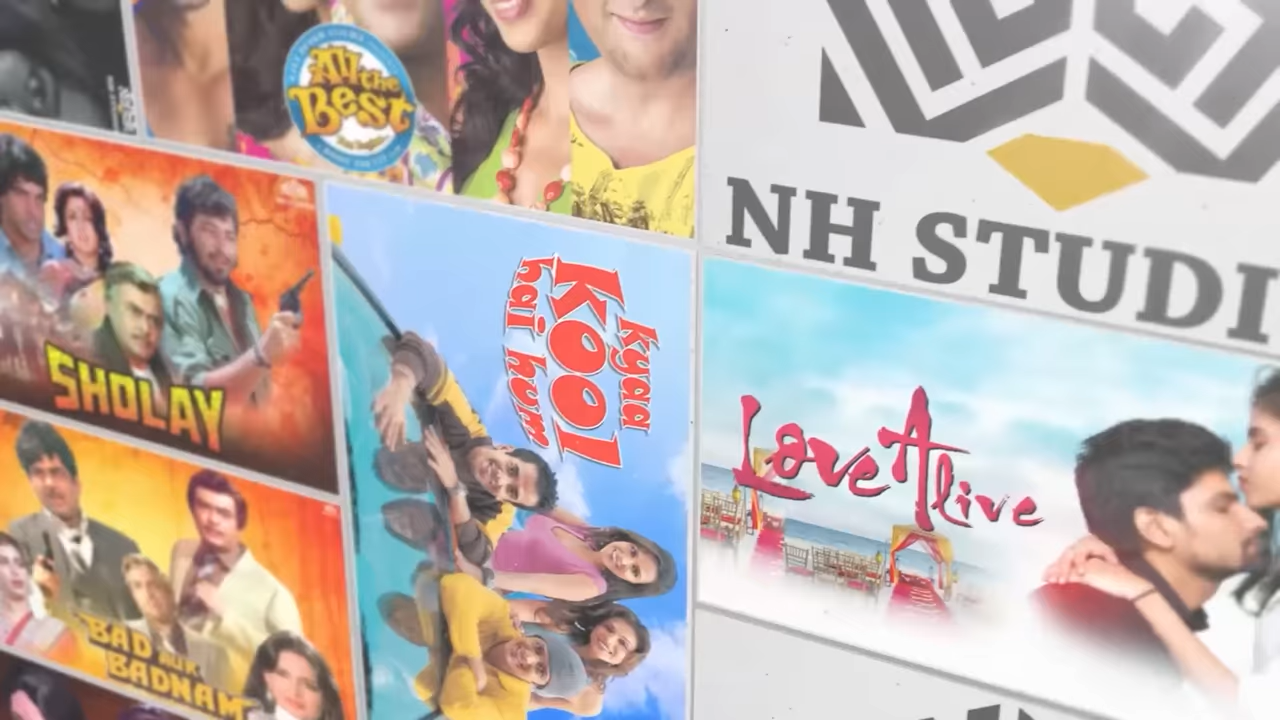 All the
Best
NH STUDI
SHOLAY
kyaa
KOOL
hai hum
Love Alive
BAD AUR
BADNAM